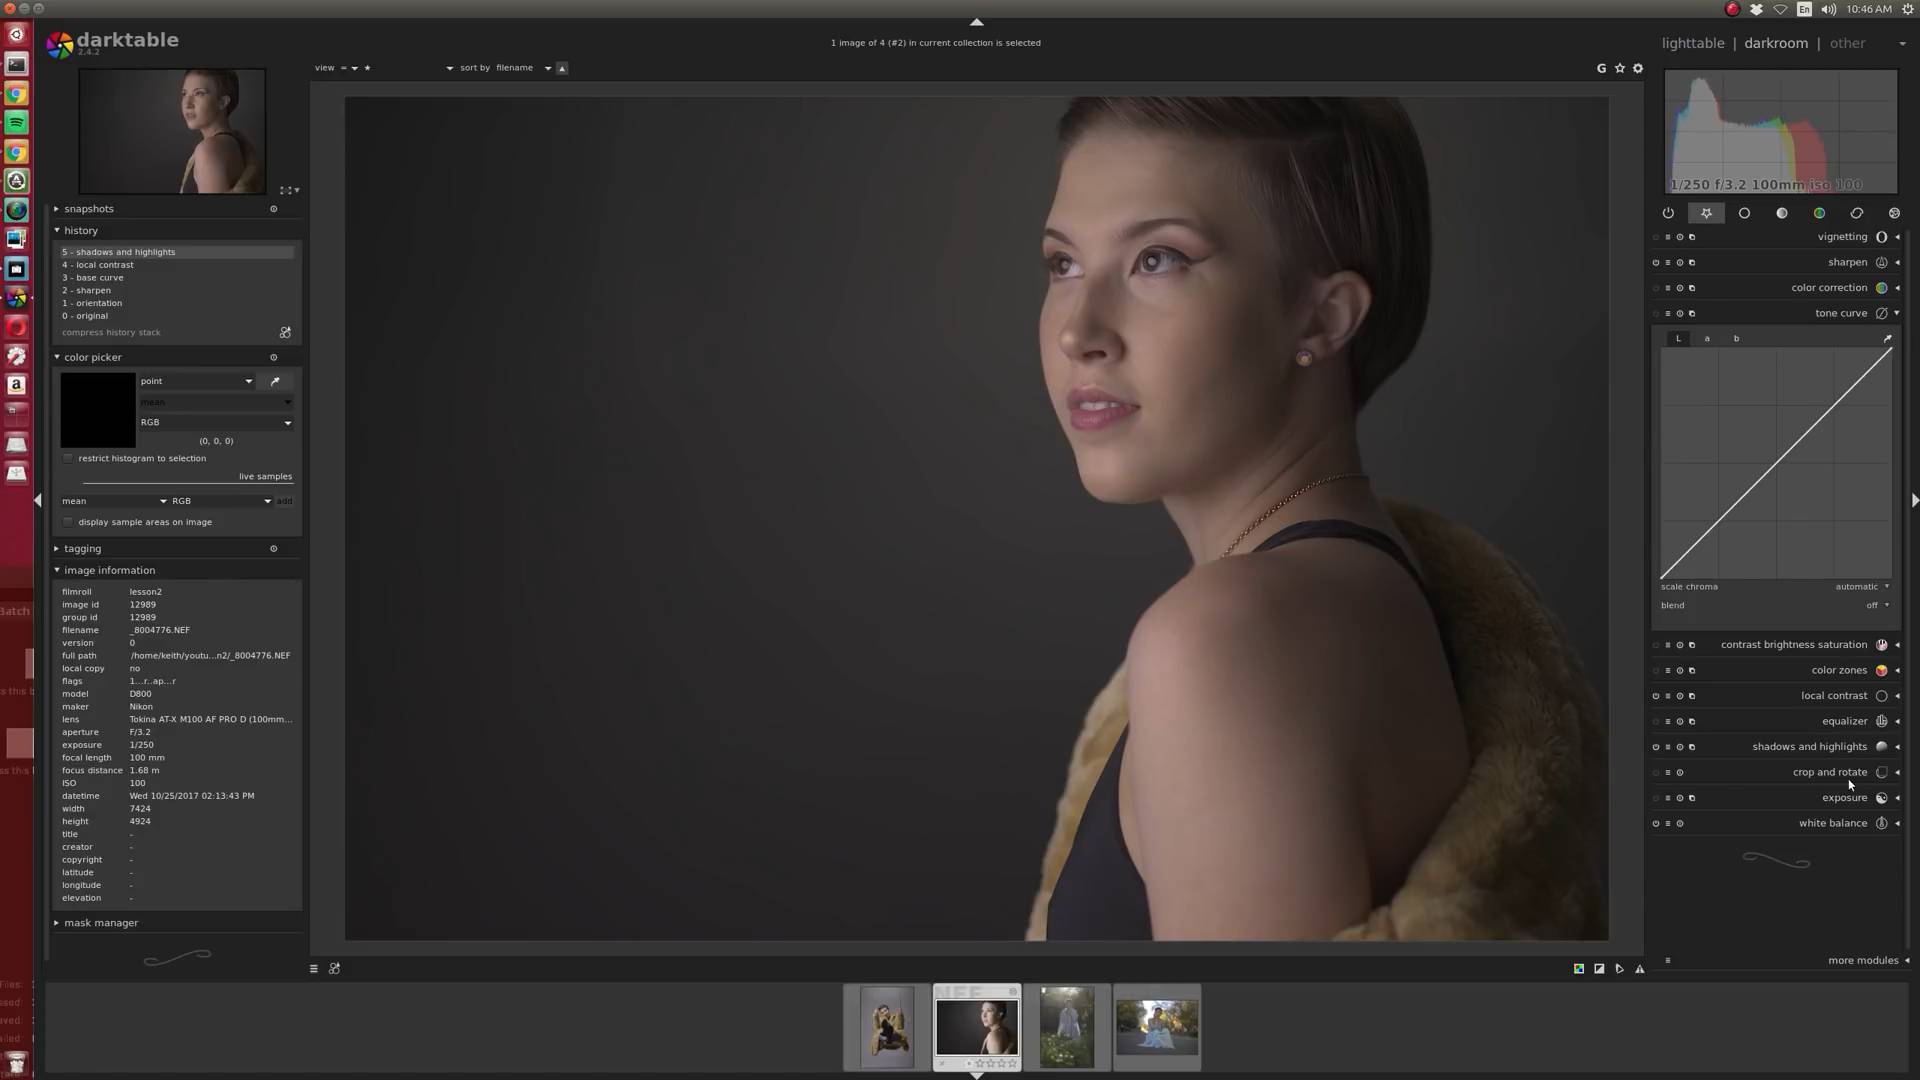 En
10:46 AM
darktable
2.4.2
1 image of 4 (#2) in current collection is selected
lighttable | darkroom | other
view
sort by filename
G
1/250 f/3.2 100mm iso 100
snapshots
history
5 - shadows and highlights
4 - local contrast
3 - base curve
2 - sharpen
1 - orientation
0 - original
compress history stack
color picker
point
mean
RGB
(0, 0, 0)
restrict histogram to selection
live samples
mean RGB add
display sample areas on image
tagging
image information
filmroll lesson2
image id 12989
group id 12989
filename _8004776.NEF
version 0
full path /home/keith/youtu...n2/_8004776.NEF
local copy no
flags 1...r..ap...r
model D800
maker Nikon
lens Tokina AT-X M100 AF PRO D (100mm...
aperture F/3.2
exposure 1/250
focal length 100 mm
focus distance 1.68 m
ISO 100
datetime Wed 10/25/2017 02:13:43 PM
width 7424
height 4924
title -
creator -
copyright -
latitude -
longitude -
elevation -
mask manager
vignetting
sharpen
color correction
tone curve
L a b
scale chroma automatic
blend off
contrast brightness saturation
color zones
local contrast
equalizer
shadows and highlights
crop and rotate
exposure
white balance
more modules
NEF
Batch